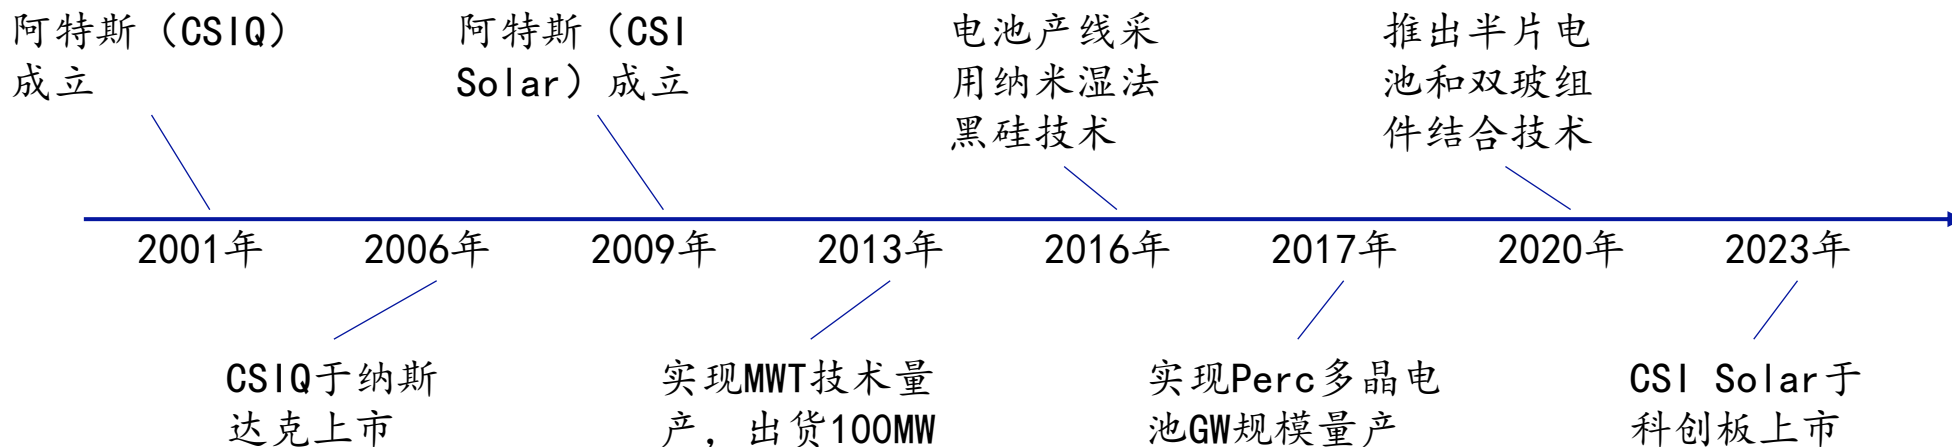 阿特斯（CSIQ）
成立
阿特斯（CSI
Solar）成立
电池产线采
用纳米湿法
黑硅技术
推出半片电
池和双玻组
件结合技术
2001年
2006年
2009年
2013年
2016年
2017年
2020年
2023年
CSIQ于纳斯
达克上市
实现MWT技术量
产，出货100MW
实现Perc多晶电
池GW规模量产
CSI Solar于
科创板上市